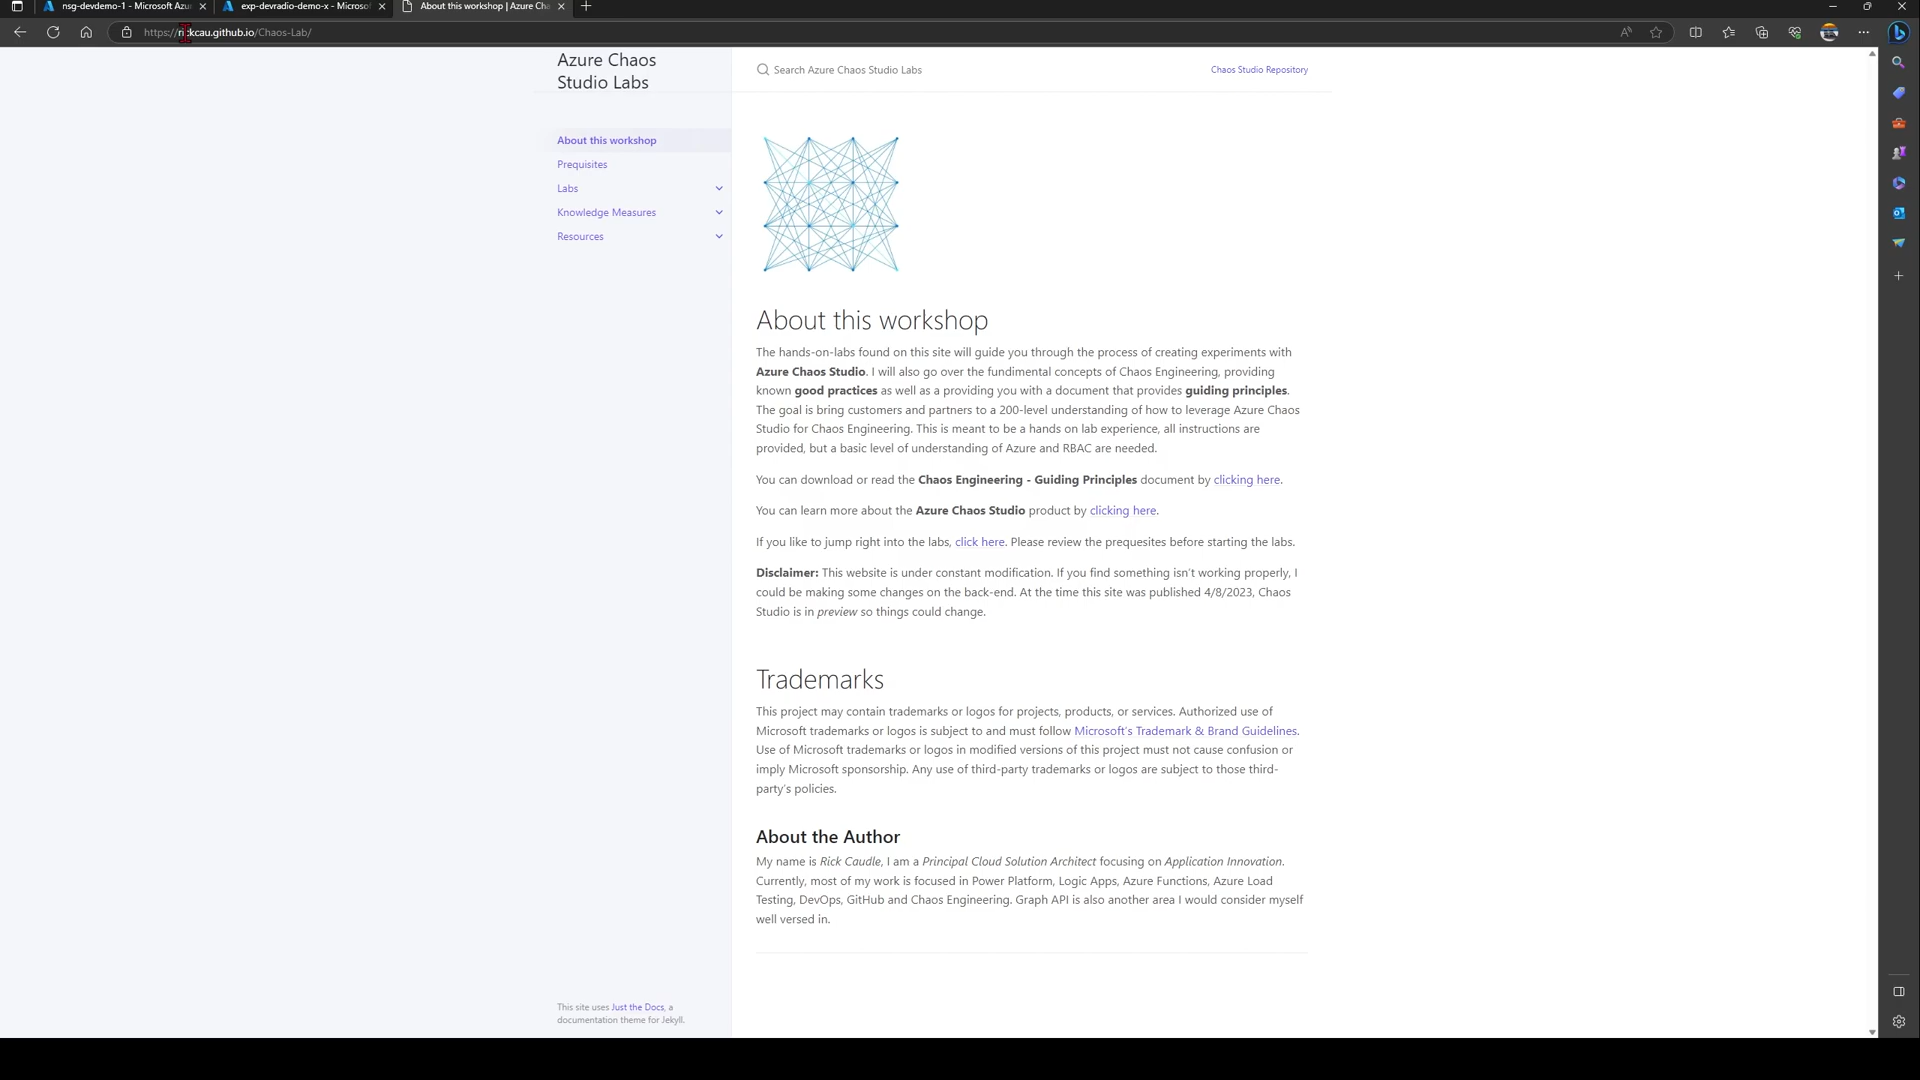 nsg-devdemo-1 - Microsoft Azu
exp-devradio-demo-x - Microso
About this workshop | Azure Cha
https://rickcau.github.io/Chaos-Lab/
Azure Chaos
Studio Labs
Search Azure Chaos Studio Labs
Chaos Studio Repository
About this workshop
Prequisites
Labs
Knowledge Measures
Resources
About this workshop
The hands-on-labs found on this site will guide you through the process of creating experiments with
Azure Chaos Studio. I will also go over the fundimental concepts of Chaos Engineering, providing
known good practices as well as a providing you with a document that provides guiding principles.
The goal is bring customers and partners to a 200-level understanding of how to leverage Azure Chaos
Studio for Chaos Engineering. This is meant to be a hands on lab experience, all instructions are
provided, but a basic level of understanding of Azure and RBAC are needed.
You can download or read the Chaos Engineering - Guiding Principles document by clicking here.
You can learn more about the Azure Chaos Studio product by clicking here.
If you like to jump right into the labs, click here. Please review the prequesites before starting the labs.
Disclaimer: This website is under constant modification. If you find something isn't working properly, I
could be making some changes on the back-end. At the time this site was published 4/8/2023, Chaos
Studio is in preview so things could change.
Trademarks
This project may contain trademarks or logos for projects, products, or services. Authorized use of
Microsoft trademarks or logos is subject to and must follow Microsoft's Trademark & Brand Guidelines.
Use of Microsoft trademarks or logos in modified versions of this project must not cause confusion or
imply Microsoft sponsorship. Any use of third-party trademarks or logos are subject to those third-
party's policies.
About the Author
My name is Rick Caudle, I am a Principal Cloud Solution Architect focusing on Application Innovation.
Currently, most of my work is focused in Power Platform, Logic Apps, Azure Functions, Azure Load
Testing, DevOps, GitHub and Chaos Engineering. Graph API is also another area I would consider myself
well versed in.
This site uses Just the Docs, a
documentation theme for Jekyll.